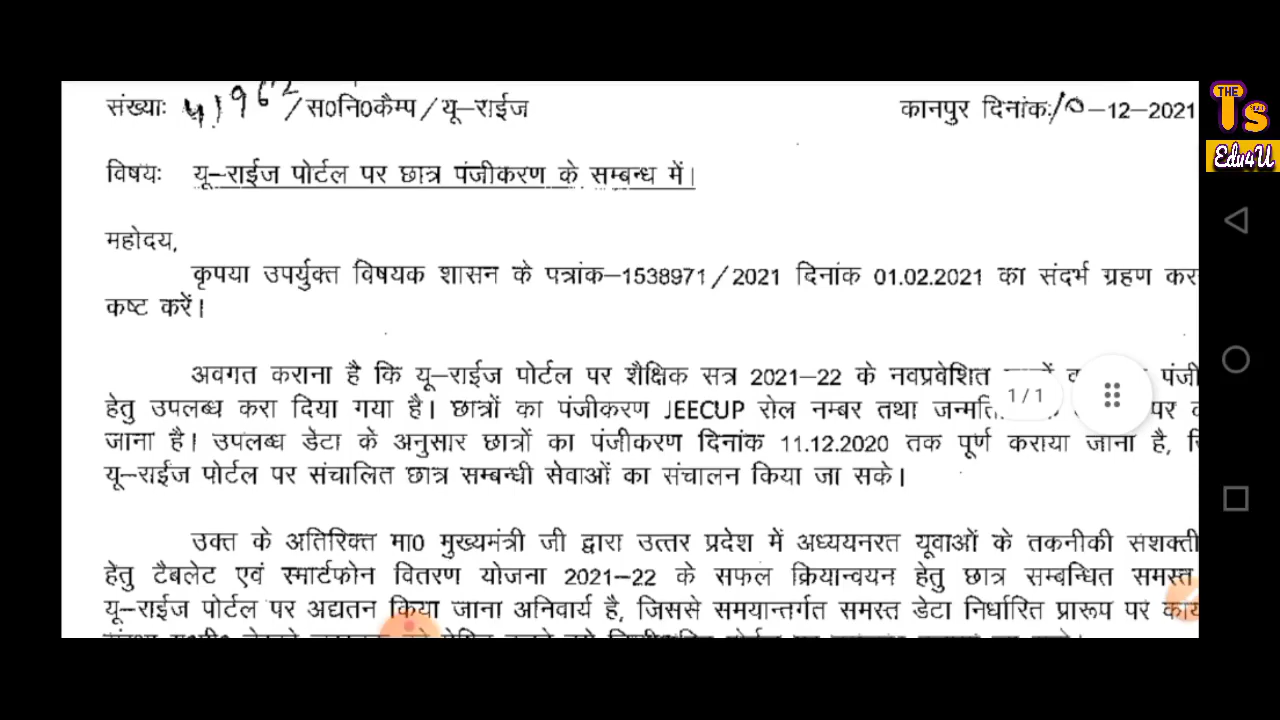 संख्याः 41962/स0नि0कैम्प/यू-राईज कानपुर दिनांकः/10-12-2021
विषयः यू-राईज पोर्टल पर छात्र पंजीकरण के सम्बन्ध में।
महोदय,
कृपया उपर्युक्त विषयक शासन के पत्रांक-1538971/2021 दिनांक 01.02.2021 का संदर्भ ग्रहण
कष्ट करें।
अवगत कराना है कि यू-राईज पोर्टल पर शैक्षिक सत्र 2021-22 के नवप्रवेशित
हेतु उपलब्ध करा दिया गया है। छात्रों का पंजीकरण JEECUP रोल नम्बर तथा पर
जाना है। उपलब्ध डेटा के अनुसार छात्रों का पंजीकरण दिनांक 11.12.2020 तक पूर्ण कराया जाना है,
यू-राईज पोर्टल पर संचालित छात्र सम्बन्धी सेवाओं का संचालन किया जा सके।
उक्त के अतिरिक्त मा0 मुख्यमंत्री जी द्वारा उत्तर प्रदेश में अध्ययनरत यूवाओं के तकनीकी
हेतु टैबलेट एवं स्मार्टफोन वितरण योजना 2021-22 के सफल क्रियान्वयन हेतु छात्र सम्बन्धित समस्त
यू-राईज पोर्टल पर अद्यतन किया जाना अनिवार्य है, जिससे समयान्तर्गत समस्त डेटा निर्धारित प्रारूप पर
1/1
THE
Ts
Edu4U